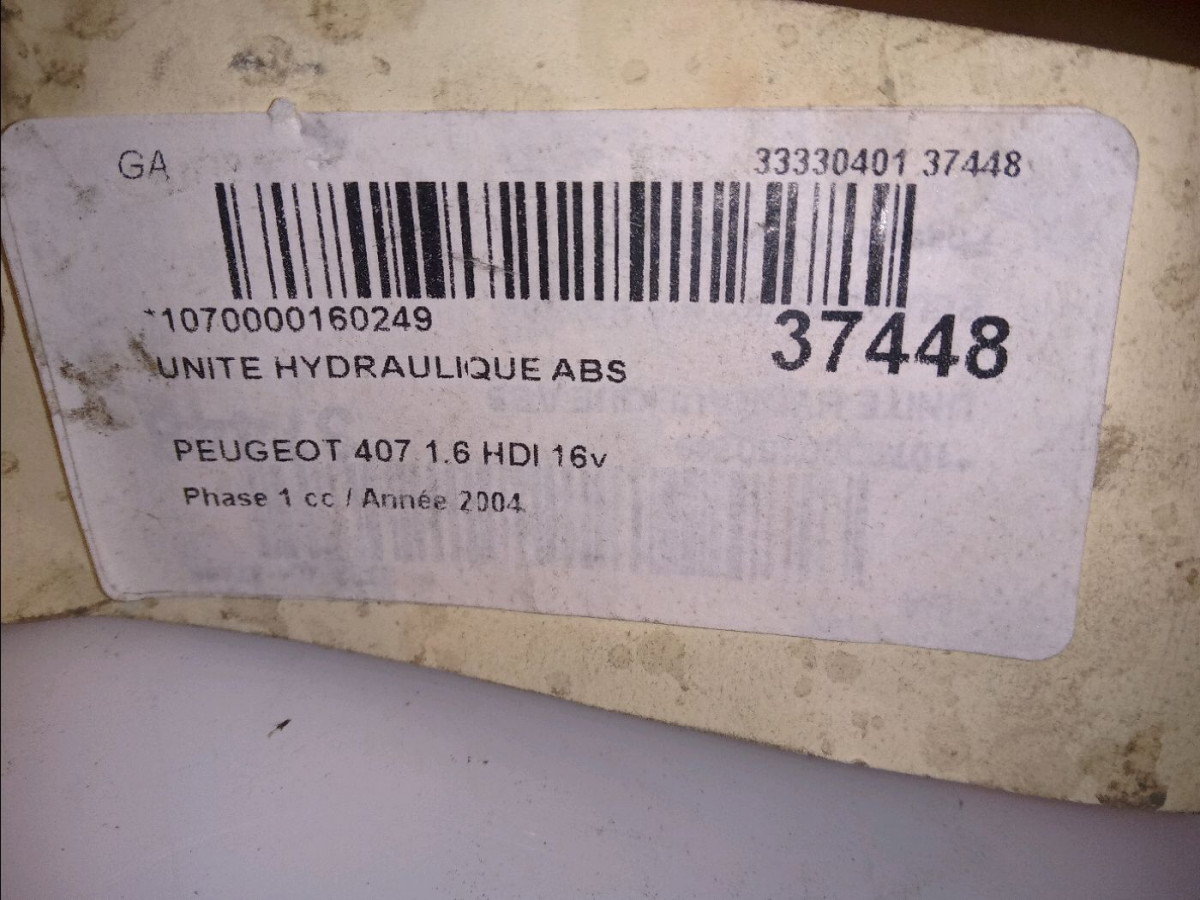 GA 33330401 37448
*1070000160249 37448
UNITE HYDRAULIQUE ABS
PEUGEOT 407 1.6 HDI 16v
Phase 1 cc / Année 2004